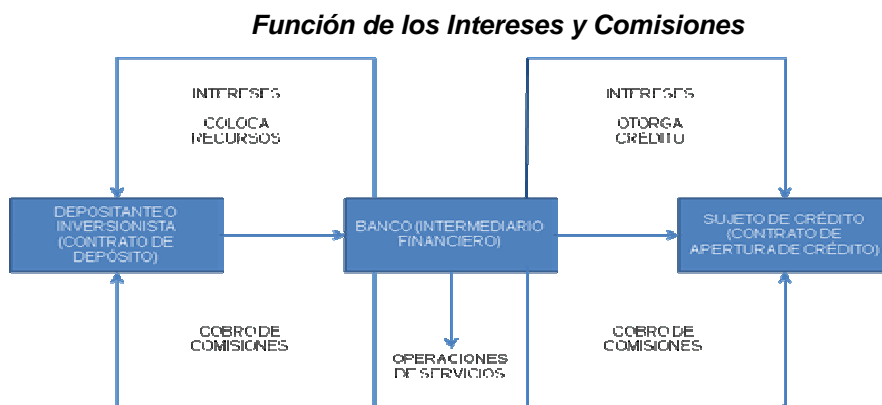 Función de los Intereses y Comisiones
INTERESES
COLOCA
RECURSOS
INTERESES
OTORGA
CRÉDITO
DEPOSITANTE O
INVERSIONISTA
(CONTRATO DE
DEPÓSITO)
BANCO (INTERMEDIARIO
FINANCIERO)
SUJETO DE CRÉDITO
(CONTRATO DE
APERTURA DE CRÉDITO)
COBRO DE
COMISIONES
OPERACIONES
DE SERVICIOS
COBRO DE
COMISIONES